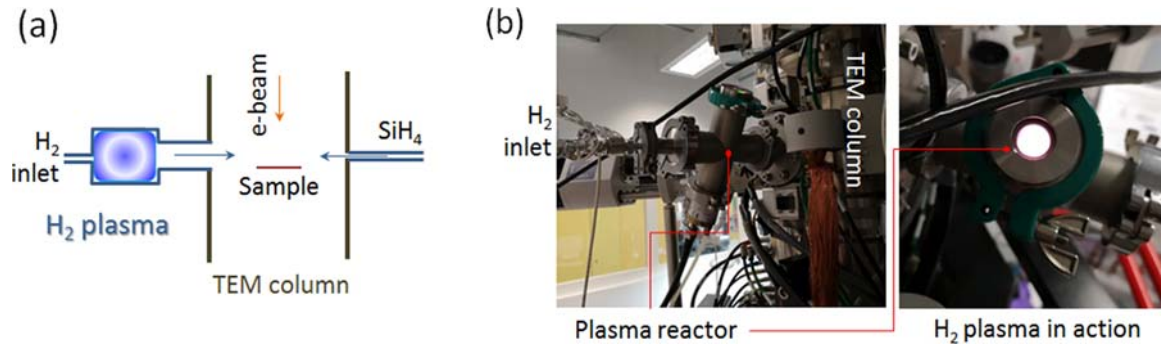 (a)
e-beam
H₂
inlet
SiH₄
Sample
H₂ plasma
TEM column
(b)
H₂
inlet
TEM column
Plasma reactor
H₂ plasma in action